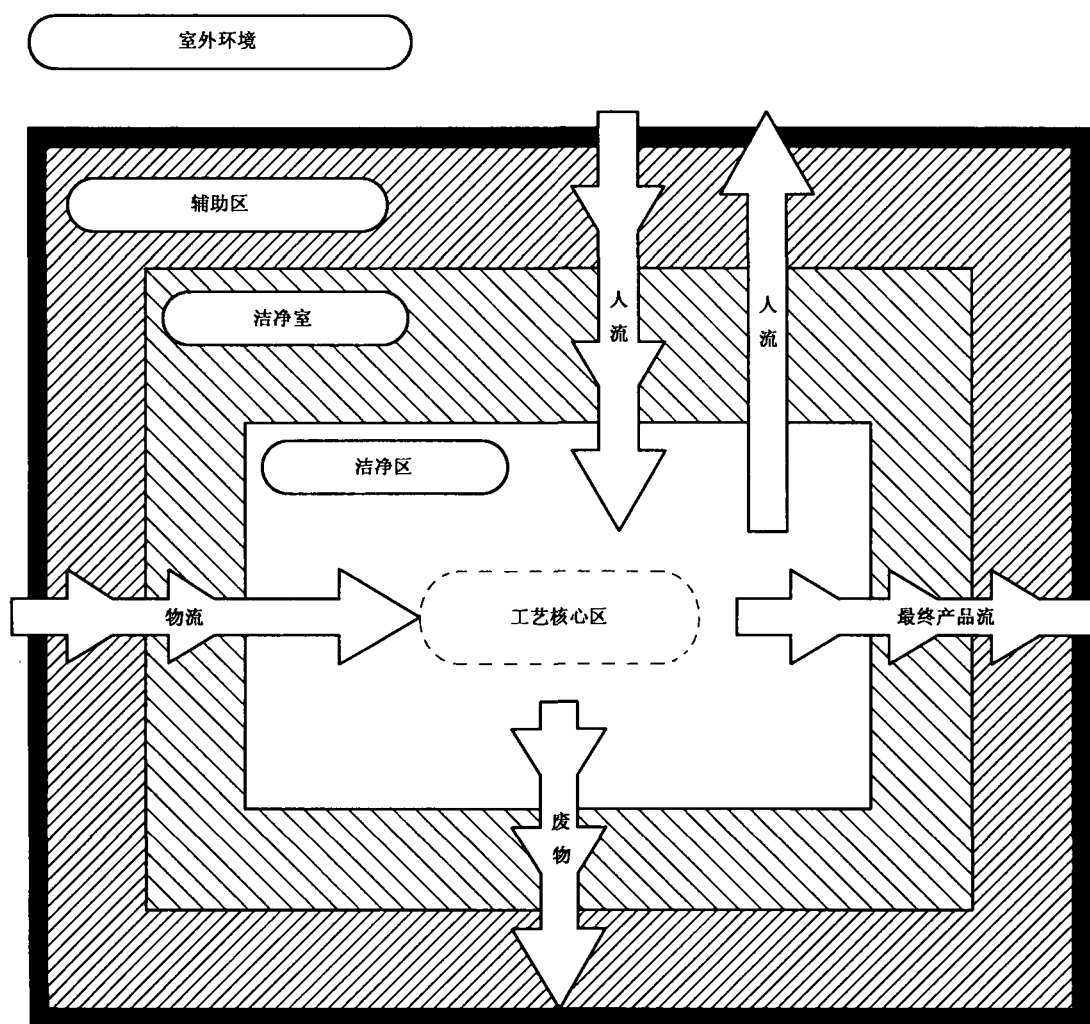 室外环境
辅助区
洁净室
人
流
人
流
洁净区
物流
工艺核心区
最终产品流
废
物